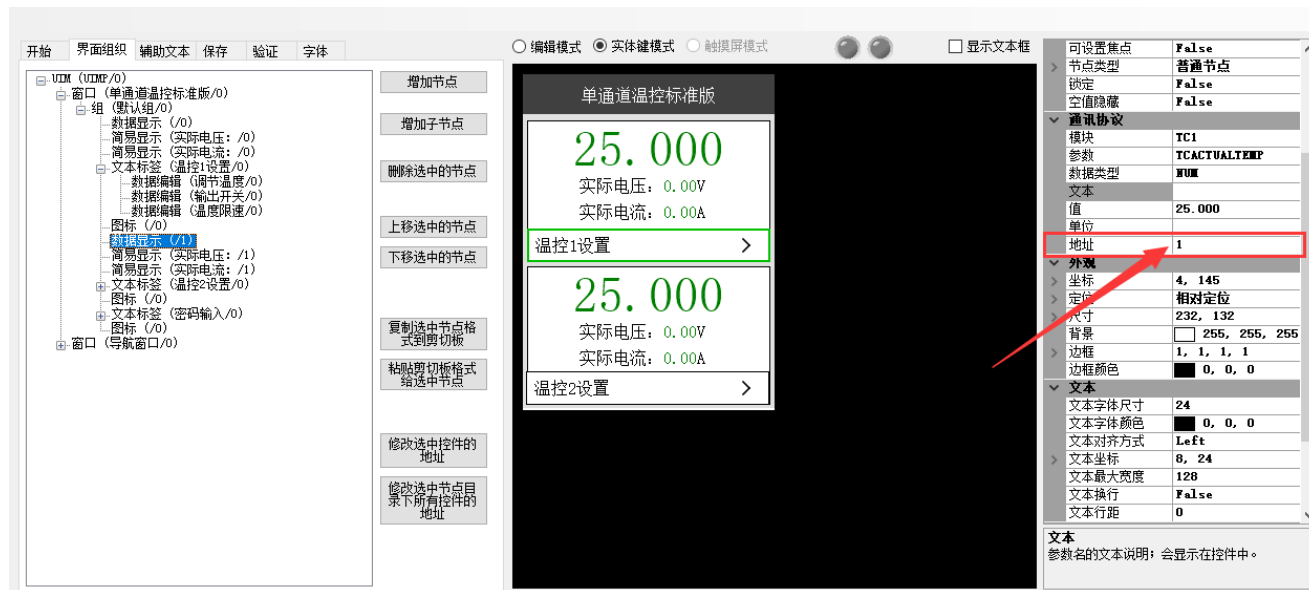 开始 界面组织 辅助文本 保存 验证 字体
UIM (UIMP/0)
窗口 (单通道温控标准版/0)
组 (默认组/0)
数据显示 (/0)
简易显示 (实际电压: /0)
简易显示 (实际电流: /0)
文本标签 (温控1设置/0)
数据编辑 (调节温度/0)
数据编辑 (输出开关/0)
数据编辑 (温度限速/0)
图标 (/0)
数据显示 (/1)
简易显示 (实际电压: /1)
简易显示 (实际电流: /1)
文本标签 (温控2设置/0)
图标 (/0)
文本标签 (密码输入/0)
图标 (/0)
窗口 (导航窗口/0)
增加节点
增加子节点
删除选中的节点
上移选中的节点
下移选中的节点
复制选中节点格
式到剪切板
粘贴剪切板格式
给选中节点
修改选中控件的
地址
修改选中节点目
录下所有控件的
地址
编辑模式 实体键模式 触摸屏模式 显示文本框
单通道温控标准版
25.000
实际电压: 0.00V
实际电流: 0.00A
温控1设置 >
25.000
实际电压: 0.00V
实际电流: 0.00A
温控2设置 >
可设置焦点 False
节点类型 普通节点
锁定 False
空值隐藏 False
通讯协议
模块 TC1
参数 TCACTUALTEMP
数据类型 NUM
文本
值 25.000
单位
地址 1
外观
坐标 4, 145
定位 相对定位
尺寸 232, 132
背景 255, 255, 255
边框 1, 1, 1, 1
边框颜色 0, 0, 0
文本
文本字体尺寸 24
文本字体颜色 0, 0, 0
文本对齐方式 Left
文本坐标 8, 24
文本最大宽度 128
文本换行 False
文本行距 0
文本
参数名的文本说明；会显示在控件中。